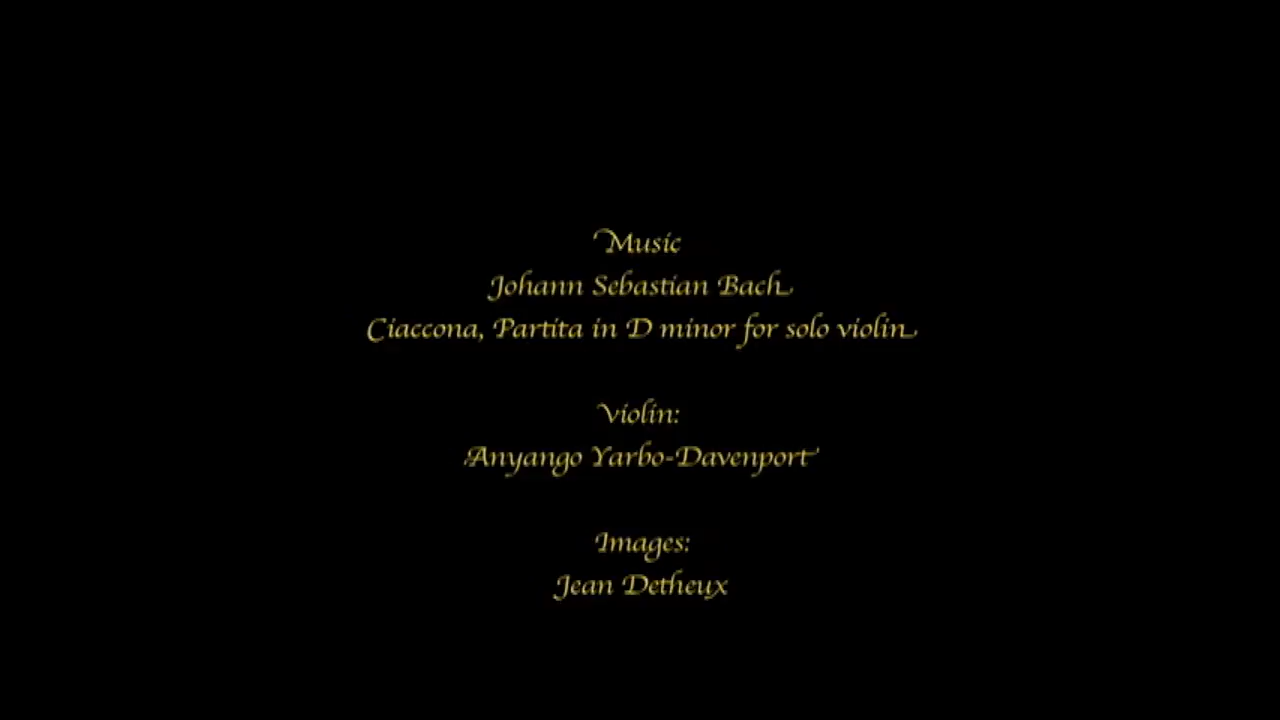 Music
Johann Sebastian Bach
Ciaccona, Partita in D minor for solo violin
Violin:
Anyango Yarbo-Davenport
Images:
Jean Detheux